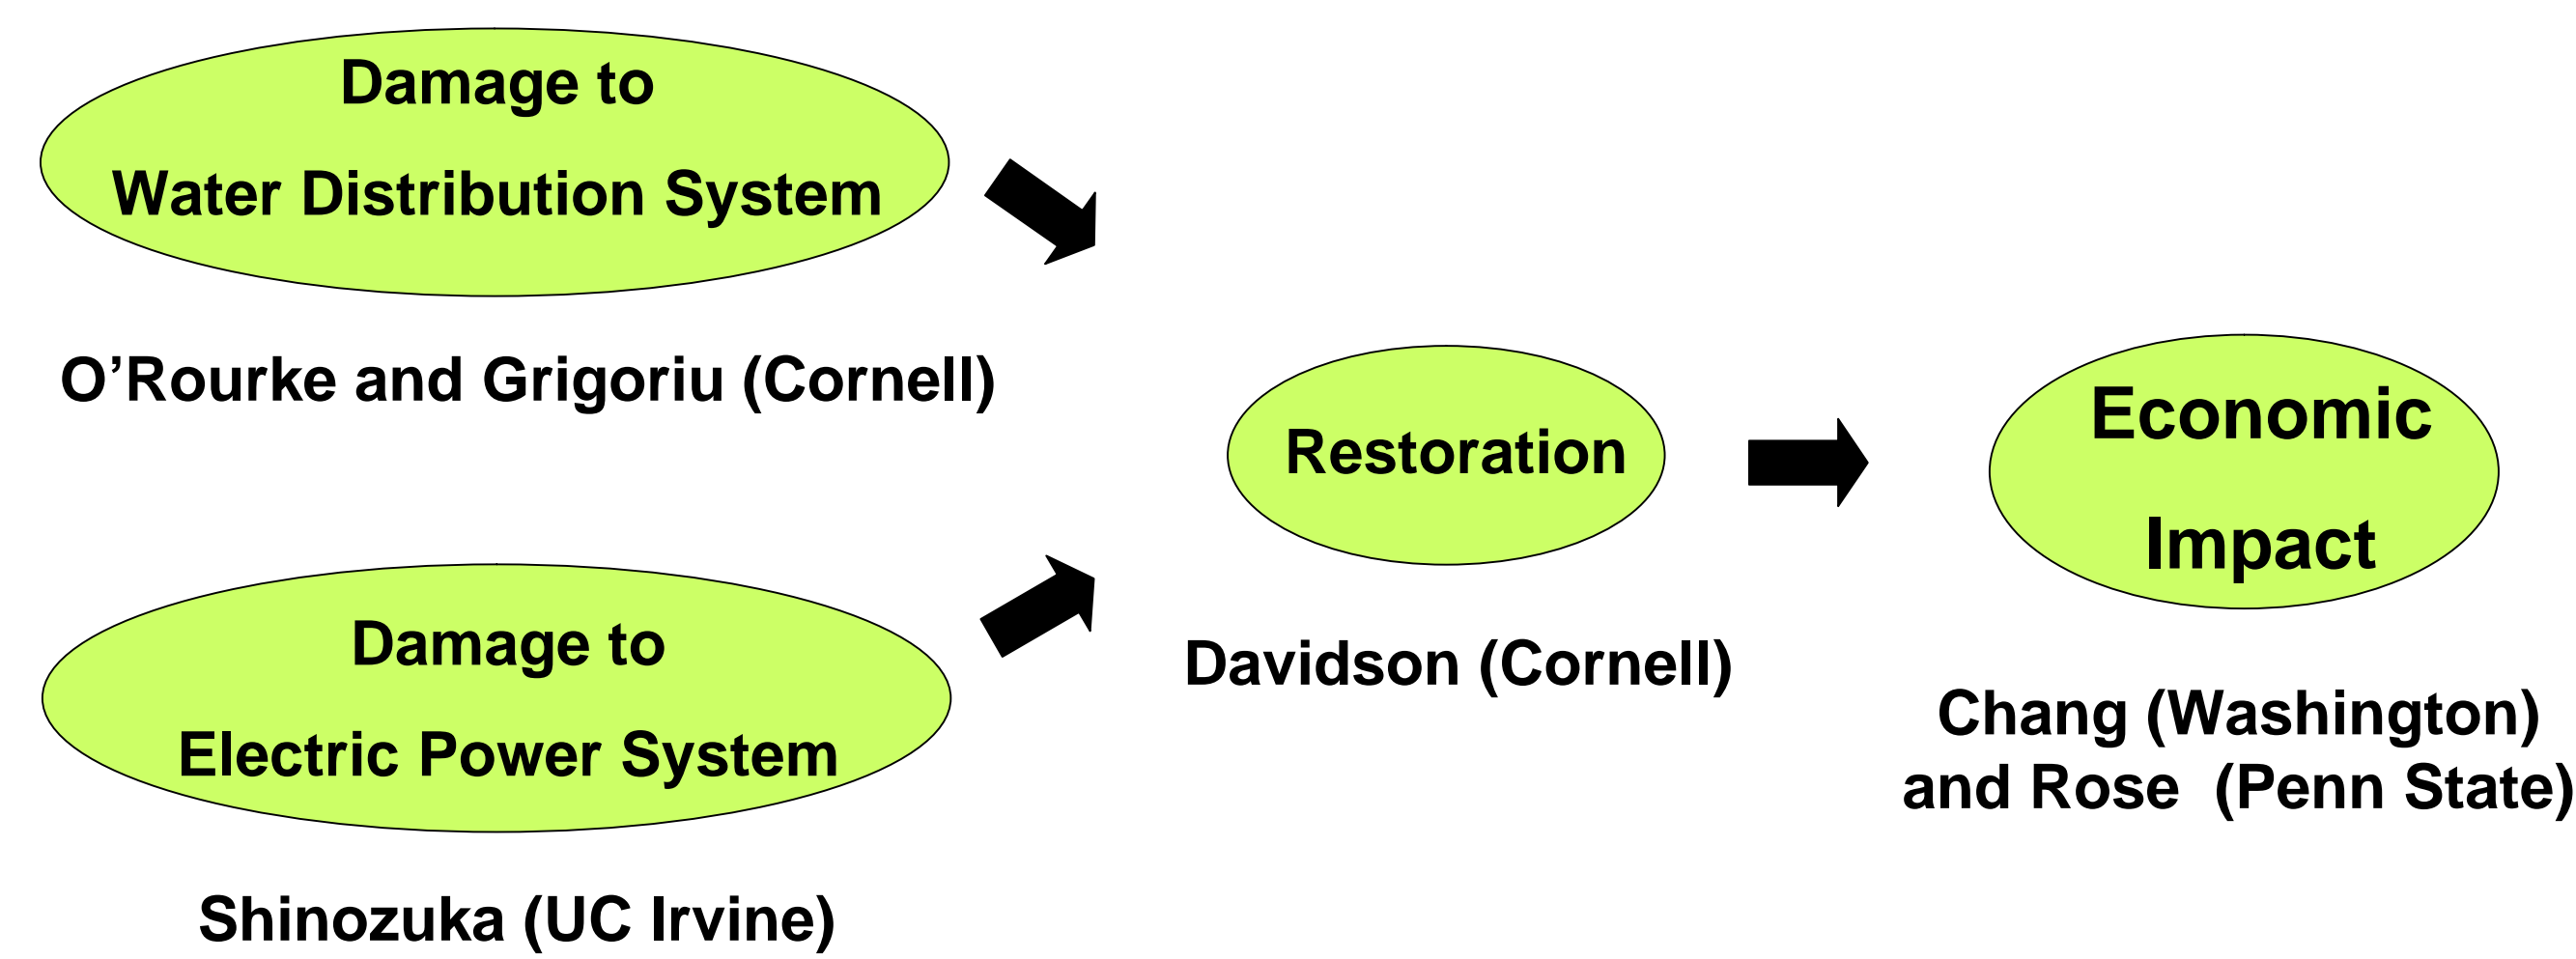 Damage to
Water Distribution System
O’Rourke and Grigoriu (Cornell)
Damage to
Electric Power System
Shinozuka (UC Irvine)
Restoration
Davidson (Cornell)
Economic
Impact
Chang (Washington)
and Rose  (Penn State)